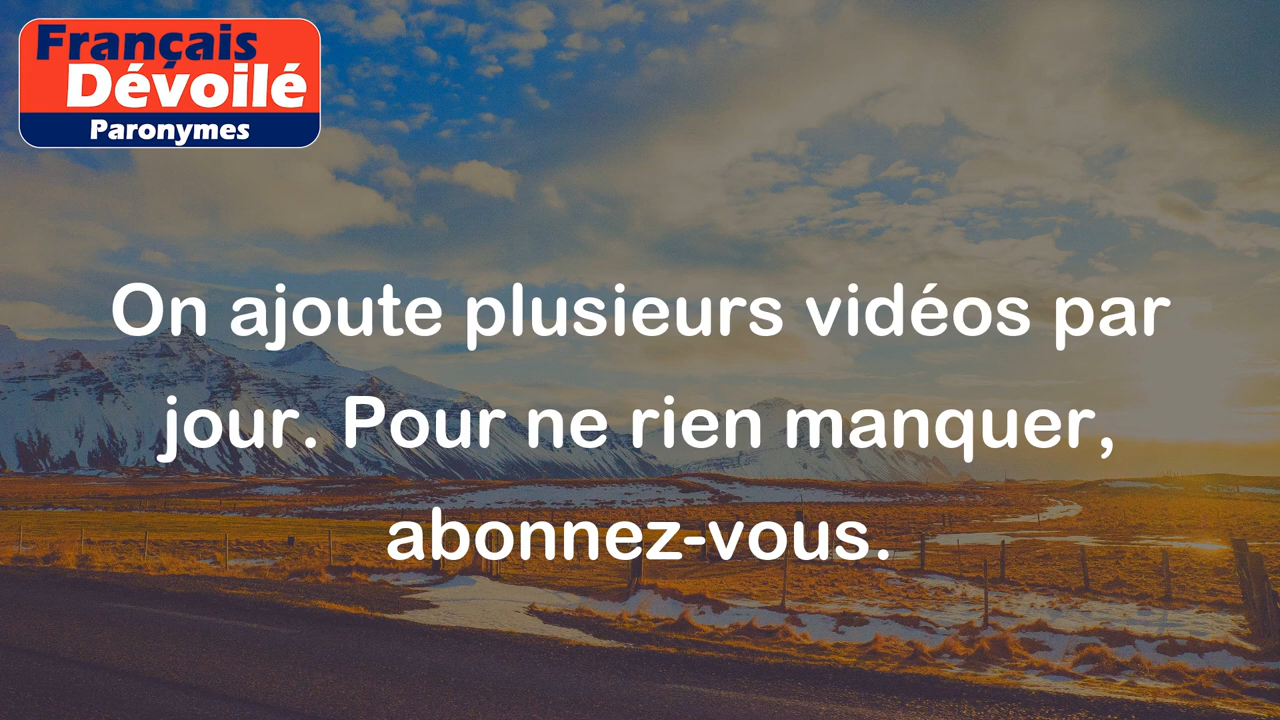 Français
Dévoilé
Paronymes
On ajoute plusieurs vidéos par
jour. Pour ne rien manquer,
abonnez-vous.